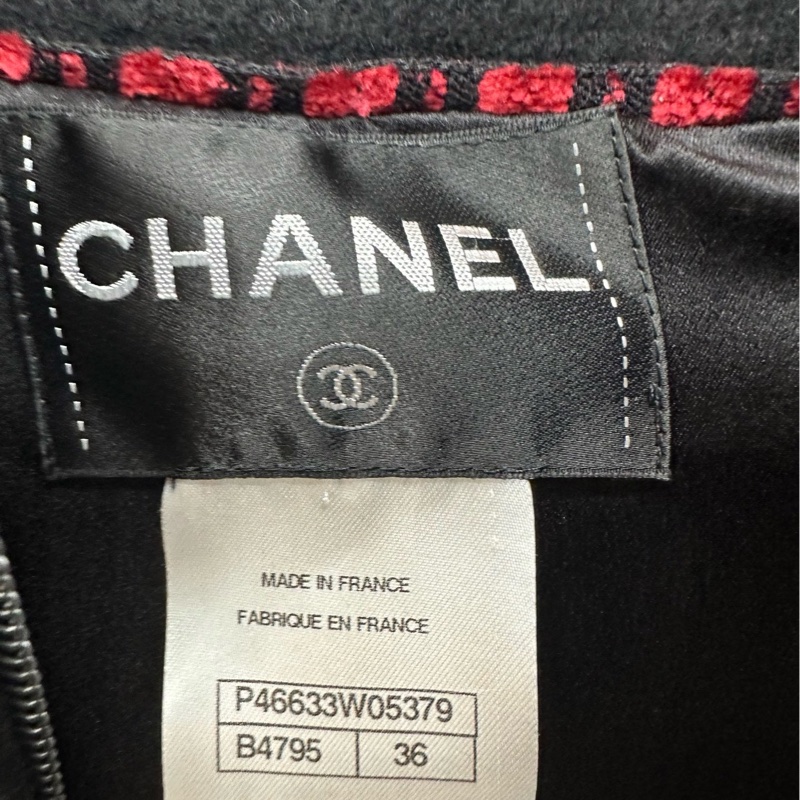 CHANEL
MADE IN FRANCE
FABRIQUE EN FRANCE
P46633W05379
B4795 36